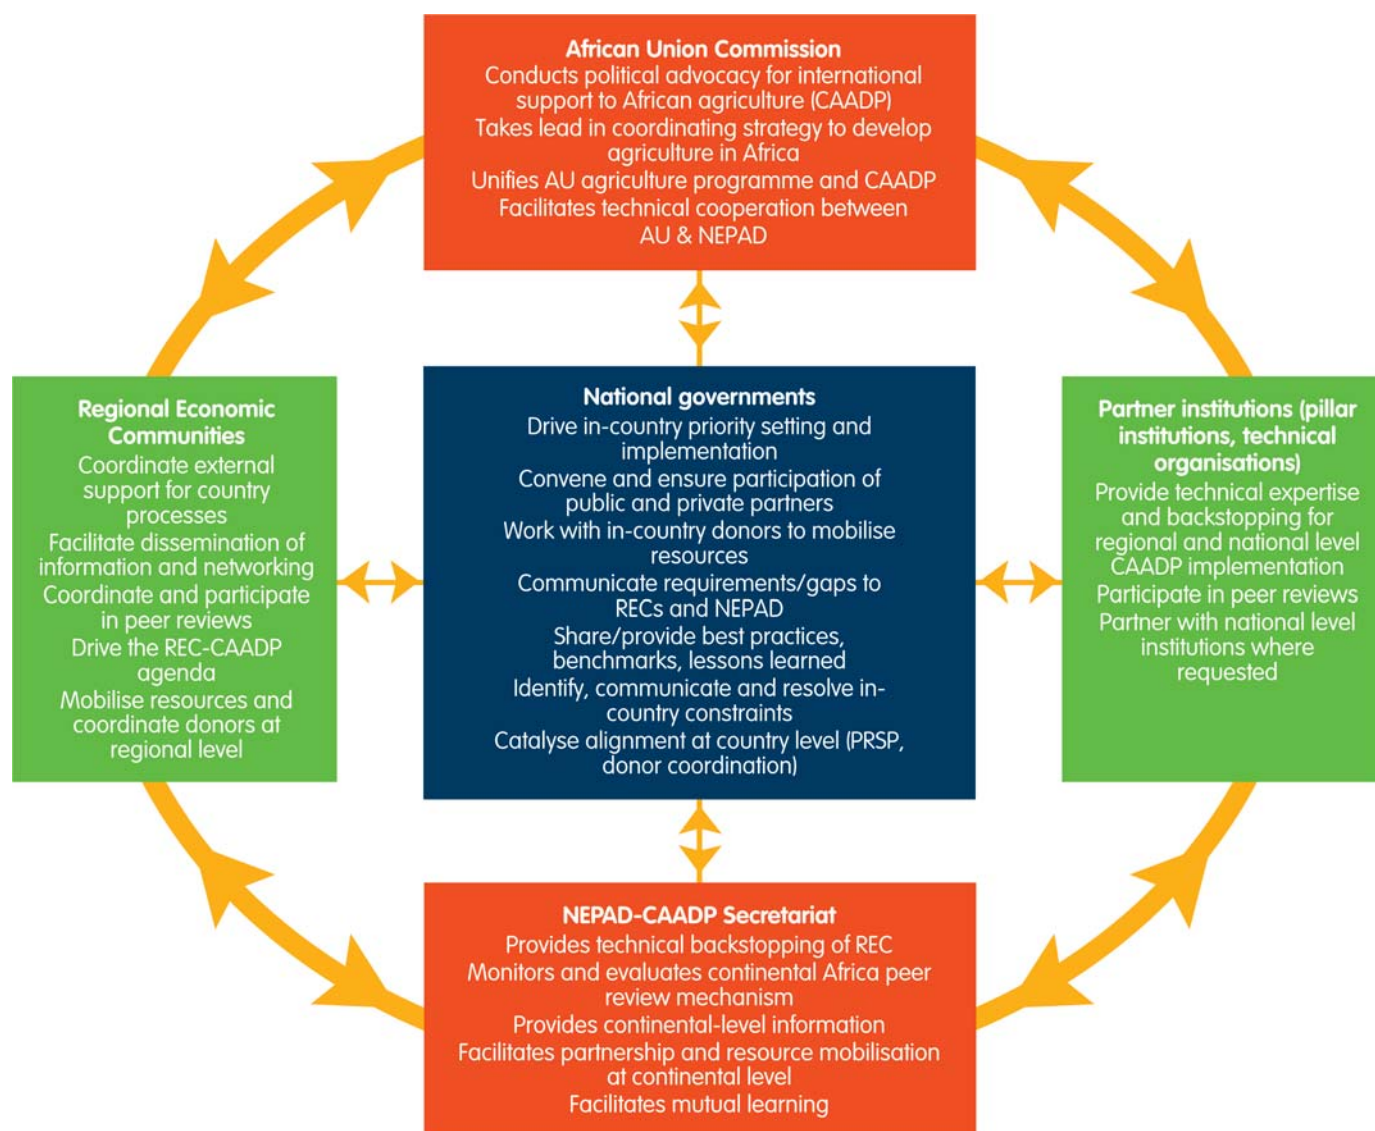 African Union Commission
Conducts political advocacy for international
support to African agriculture (CAADP)
Takes lead in coordinating strategy to develop
agriculture in Africa
Unifies AU agriculture programme and CAADP
Facilitates technical cooperation between
AU & NEPAD
Regional Economic
Communities
Coordinate external
support for country
processes
Facilitate dissemination of
information and networking
Coordinate and participate
in peer reviews
Drive the REC-CAADP
agenda
Mobilise resources and
coordinate donors at
regional level
National governments
Drive in-country priority setting and
implementation
Convene and ensure participation of
public and private partners
Work with in-country donors to mobilise
resources
Communicate requirements/gaps to
RECs and NEPAD
Share/provide best practices,
benchmarks, lessons learned
Identify, communicate and resolve in-
country constraints
Catalyse alignment at country level (PRSP,
donor coordination)
Partner institutions (pillar
institutions, technical
organisations)
Provide technical expertise
and backstopping for
regional and national level
CAADP implementation
Participate in peer reviews
Partner with national level
institutions where
requested
NEPAD-CAADP Secretariat
Provides technical backstopping of REC
Monitors and evaluates continental Africa peer
review mechanism
Provides continental-level information
Facilitates partnership and resource mobilisation
at continental level
Facilitates mutual learning